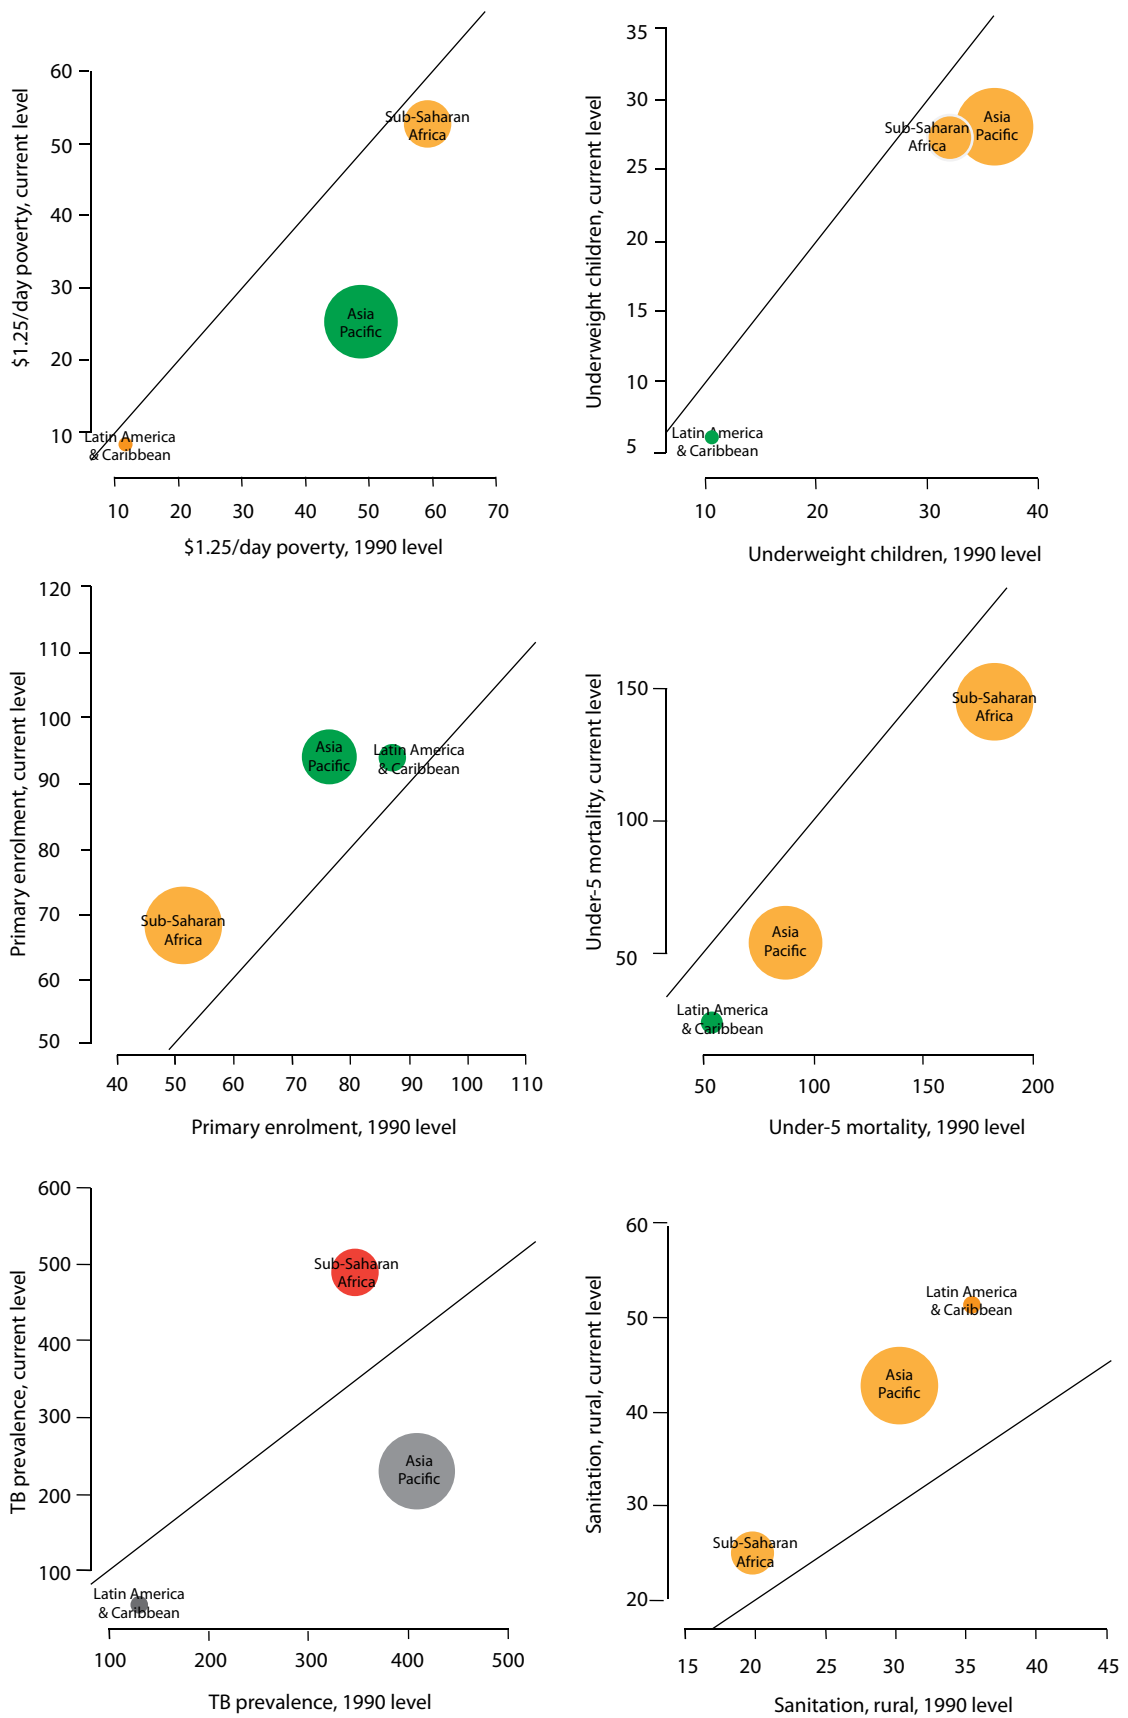 60
50
40
30
20
10
$1.25/day poverty, current level
Sub-Saharan
Africa
Asia
Pacific
Latin America
& Caribbean
10 20 30 40 50 60 70
$1.25/day poverty, 1990 level
35
30
25
20
15
10
5
Underweight children, current level
Sub-Saharan
Africa
Asia
Pacific
Latin America
& Caribbean
10 20 30 40
Underweight children, 1990 level
120
110
100
90
80
70
60
50
Primary enrolment, current level
Asia
Pacific
Latin America
& Caribbean
Sub-Saharan
Africa
40 50 60 70 80 90 100 110
Primary enrolment, 1990 level
150
100
50
Under-5 mortality, current level
Sub-Saharan
Africa
Asia
Pacific
Latin America
& Caribbean
50 100 150 200
Under-5 mortality, 1990 level
600
500
400
300
200
100
TB prevalence, current level
Sub-Saharan
Africa
Asia
Pacific
Latin America
& Caribbean
100 200 300 400 500
TB prevalence, 1990 level
60
50
40
30
20
Sanitation, rural, current level
Latin America
& Caribbean
Asia
Pacific
Sub-Saharan
Africa
15 20 25 30 35 40 45
Sanitation, rural, 1990 level